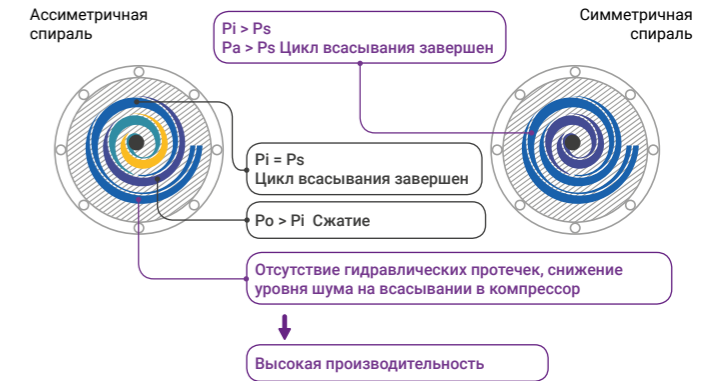 Ассиметричная
спираль
Pi > Ps
Pa > Ps Цикл всасывания завершен
Симметричная
спираль
Pi = Ps
Цикл всасывания завершен
Po > Pi Сжатие
Отсутствие гидравлических протечек, снижение
уровня шума на всасывании в компрессор
Высокая производительность